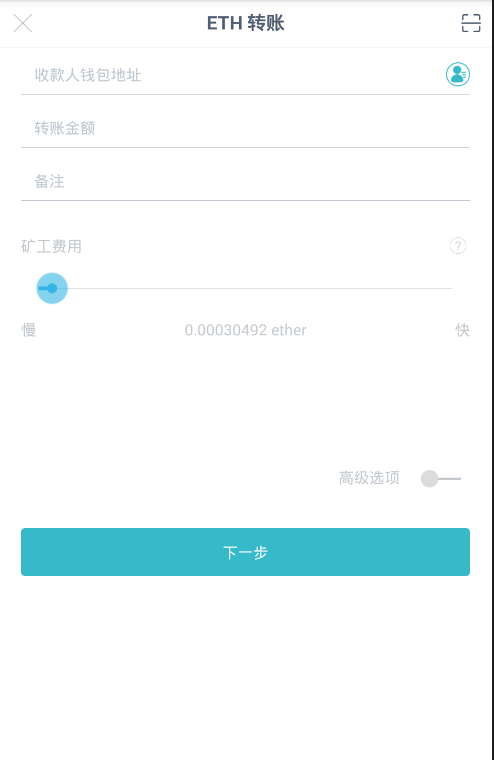 ETH 转账
收款人钱包地址
转账金额
备注
矿工费用
慢 0.00030492 ether 快
高级选项
下一步